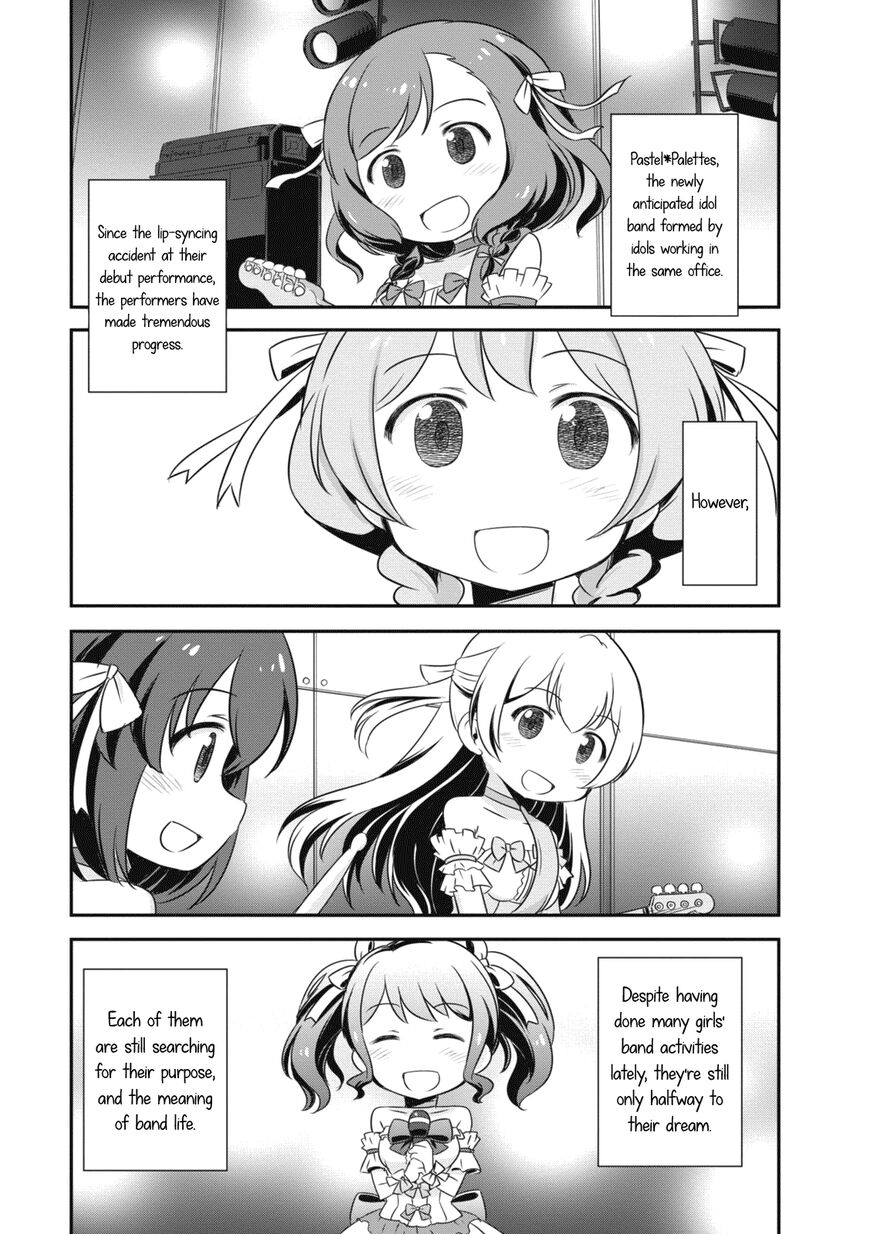 Pastel*Palettes,
the newly
anticipated idol
band formed by
idols working in
the same office.
Since the lip-syncing
accident at their
debut performance,
the performers have
made tremendous
progress.
However,
Despite having
done many girls'
band activities
lately, they're still
only halfway to
their dream.
Each of them
are still searching
for their purpose,
and the meaning
of band life.